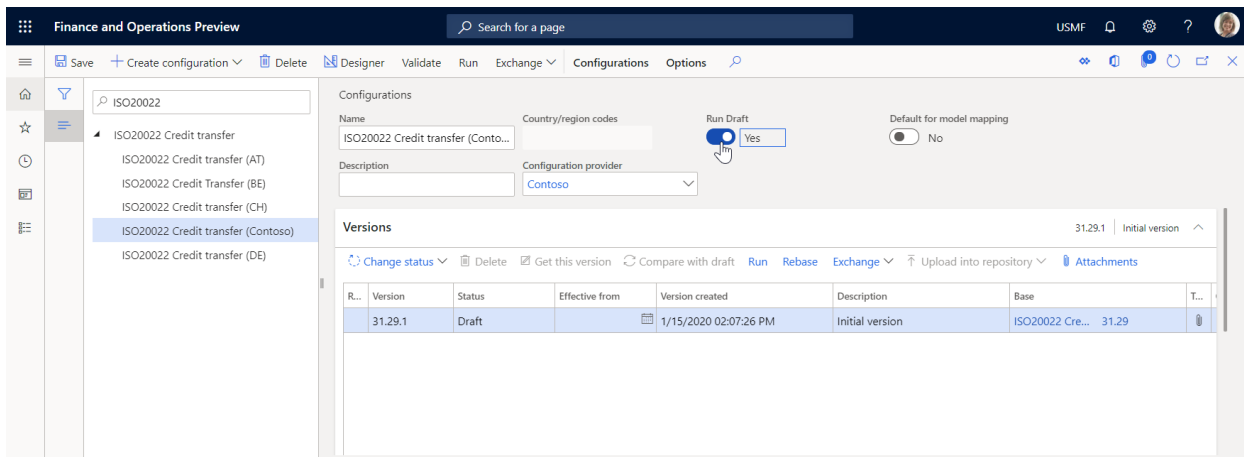 Finance and Operations Preview Search for a page USMF ?
Save Create configuration Delete Designer Validate Run Exchange Configurations Options 0
ISO20022
ISO20022 Credit transfer
ISO20022 Credit transfer (AT)
ISO20022 Credit Transfer (BE)
ISO20022 Credit transfer (CH)
ISO20022 Credit transfer (Contoso)
ISO20022 Credit transfer (DE)
Configurations
Name Country/region codes Run Draft Default for model mapping
ISO20022 Credit transfer (Conto... Yes No
Description Configuration provider
Contoso
Versions 31.29.1 Initial version
Change status Delete Get this version Compare with draft Run Rebase Exchange Upload into repository Attachments
R... Version Status Effective from Version created Description Base T...
31.29.1 Draft 1/15/2020 02:07:26 PM Initial version ISO20022 Cre... 31.29